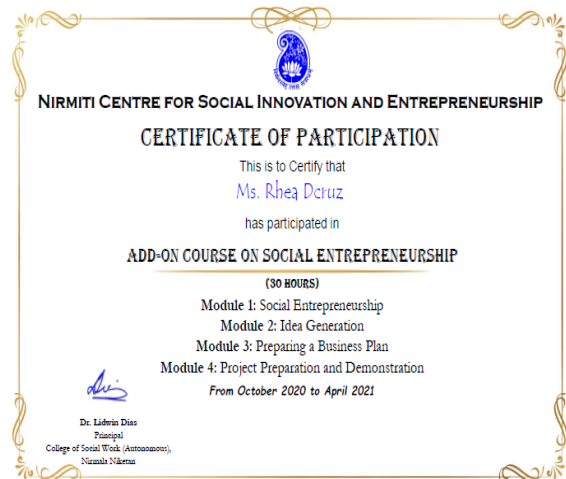 NIRMITI CENTRE FOR SOCIAL INNOVATION AND ENTREPRENEURSHIP
CERTIFICATE OF PARTICIPATION
This is to Certify that
Ms. Rhea Dcruz
has participated in
ADD-ON COURSE ON SOCIAL ENTREPRENEURSHIP
(30 HOURS)
Module 1: Social Entrepreneurship
Module 2: Idea Generation
Module 3: Preparing a Business Plan
Module 4: Project Preparation and Demonstration
From October 2020 to April 2021
Dr. Lidwin Dias
Principal
College of Social Work (Autonomous),
Nirmala Niketan